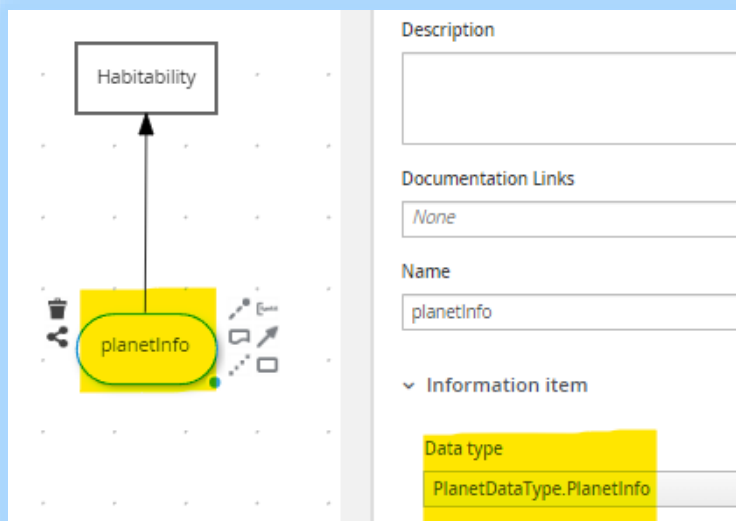 Habitability
planetInfo
Description
Documentation Links
None
Name
planetInfo
Information item
Data type
PlanetDataType.PlanetInfo